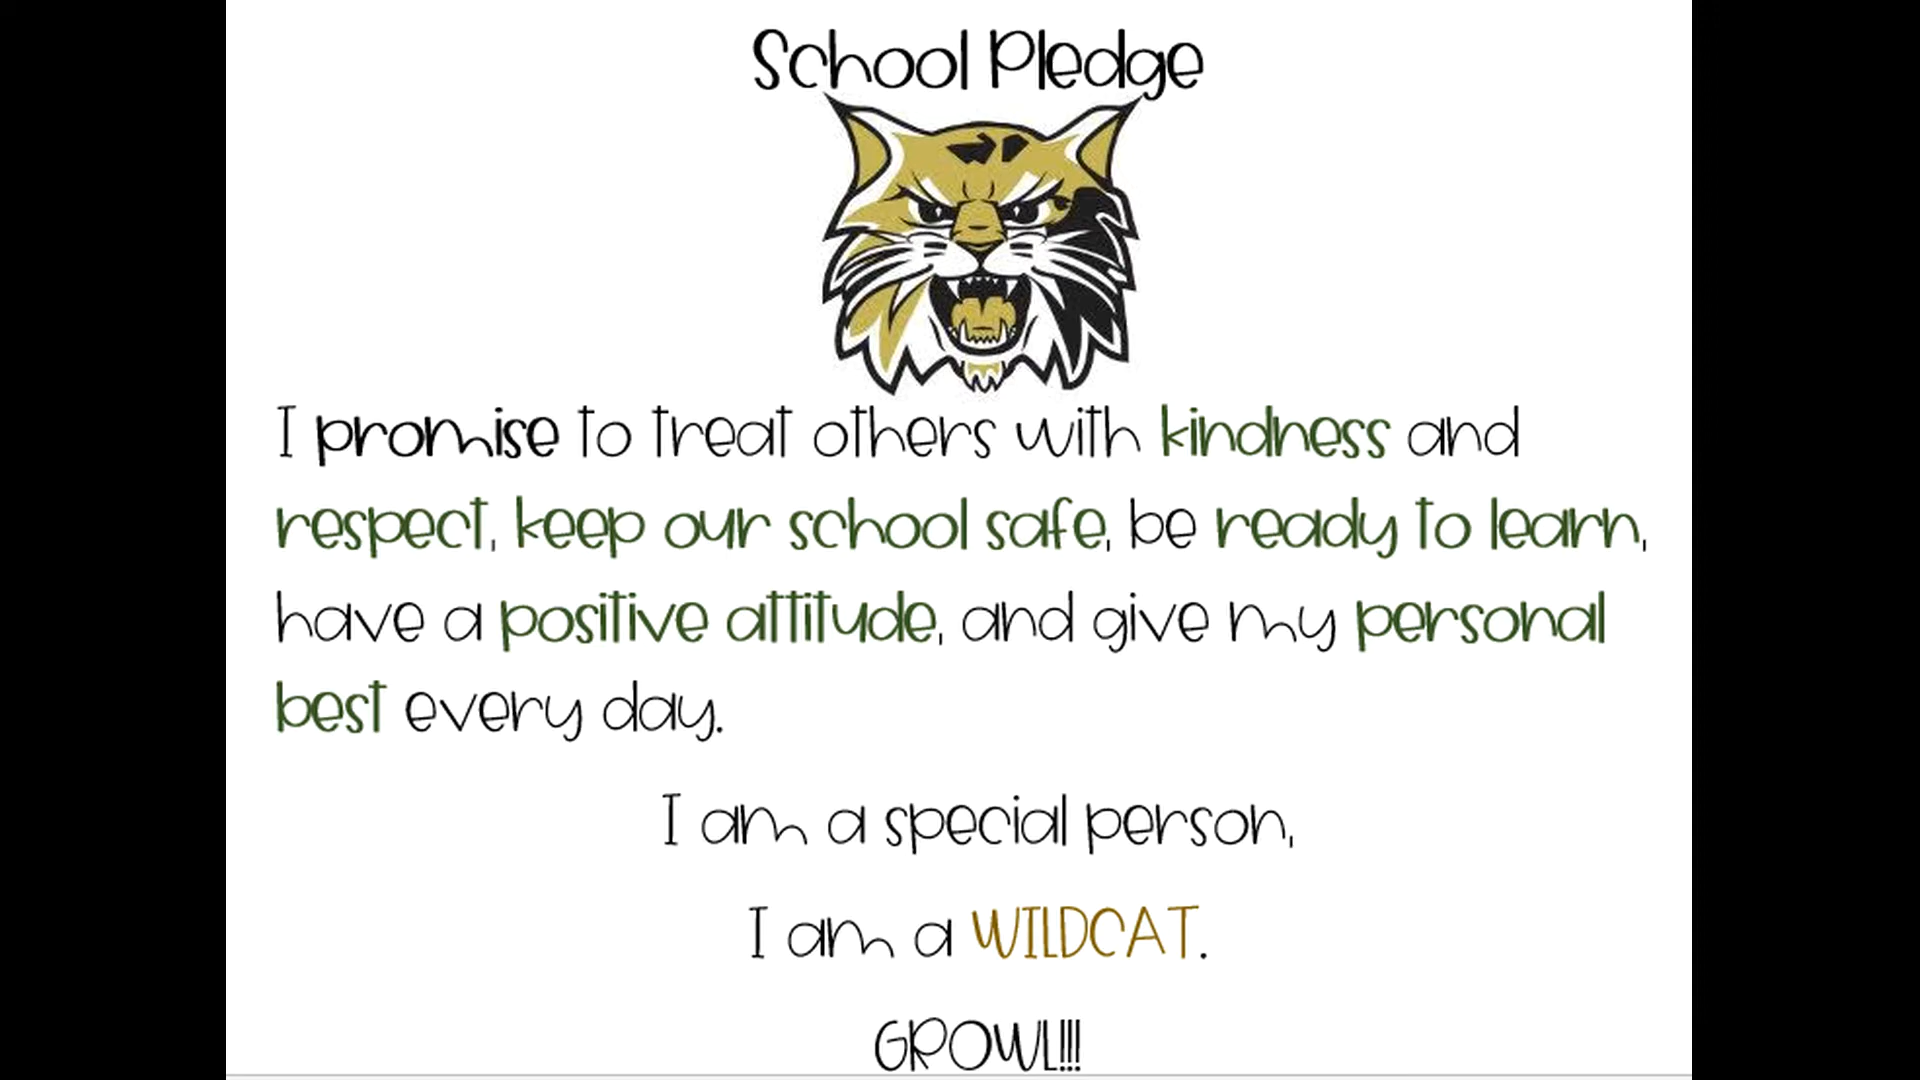 School Pledge
I promise to treat others with kindness and
respect, keep our school safe, be ready to learn,
have a positive attitude, and give my personal
best every day.
I am a special person,
I am a WILDCAT.
GROWL!!!